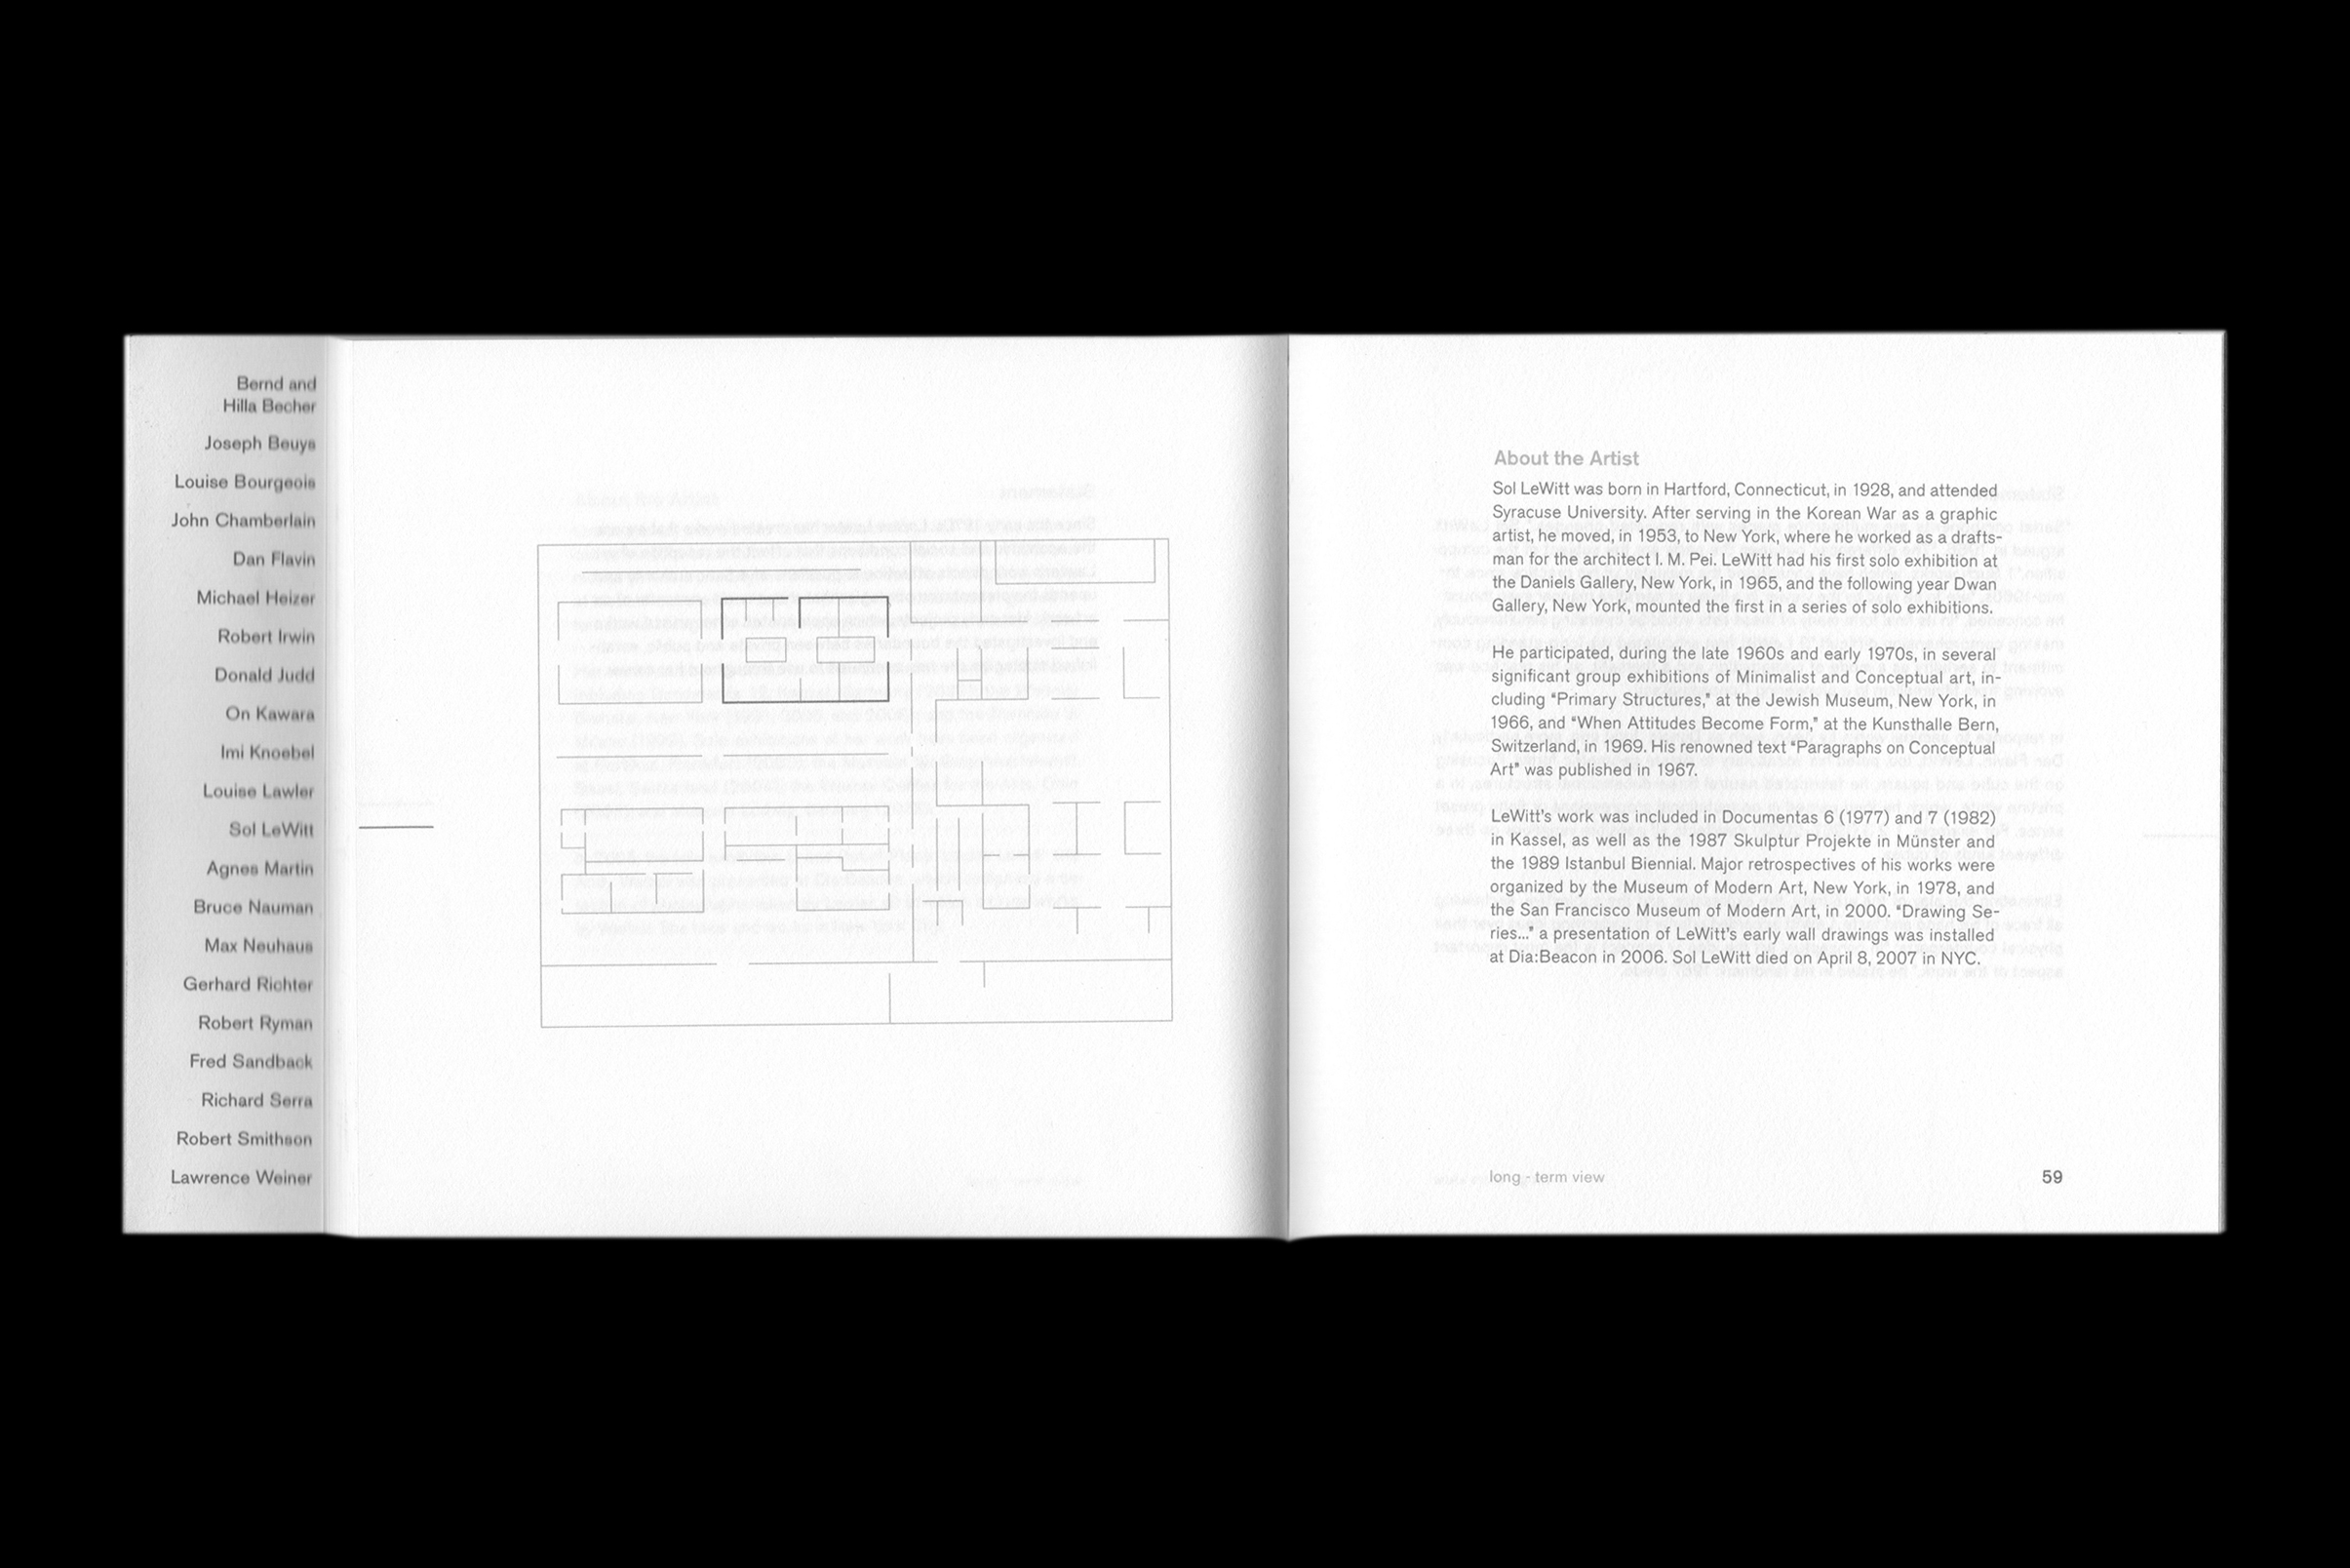 Bernd and
Hilla Becher
Joseph Beuys
Louise Bourgeois
John Chamberlain
Dan Flavin
Michael Heizer
Robert Irwin
Donald Judd
On Kawara
Imi Knoebel
Louise Lawler
Sol LeWitt
Agnes Martin
Bruce Nauman
Max Neuhaus
Gerhard Richter
Robert Ryman
Fred Sandback
Richard Serra
Robert Smithson
Lawrence Weiner
About the Artist
Sol LeWitt was born in Hartford, Connecticut, in 1928, and attended
Syracuse University. After serving in the Korean War as a graphic
artist, he moved, in 1953, to New York, where he worked as a drafts-
man for the architect I. M. Pei. LeWitt had his first solo exhibition at
the Daniels Gallery, New York, in 1965, and the following year Dwan
Gallery, New York, mounted the first in a series of solo exhibitions.
He participated, during the late 1960s and early 1970s, in several
significant group exhibitions of Minimalist and Conceptual art, in-
cluding "Primary Structures," at the Jewish Museum, New York, in
1966, and "When Attitudes Become Form," at the Kunsthalle Bern,
Switzerland, in 1969. His renowned text "Paragraphs on Conceptual
Art" was published in 1967.
LeWitt's work was included in Documentas 6 (1977) and 7 (1982)
in Kassel, as well as the 1987 Skulptur Projekte in Münster and
the 1989 Istanbul Biennial. Major retrospectives of his works were
organized by the Museum of Modern Art, New York, in 1978, and
the San Francisco Museum of Modern Art, in 2000. "Drawing Se-
ries..." a presentation of LeWitt's early wall drawings was installed
at Dia:Beacon in 2006. Sol LeWitt died on April 8, 2007 in NYC.
long - term view
59